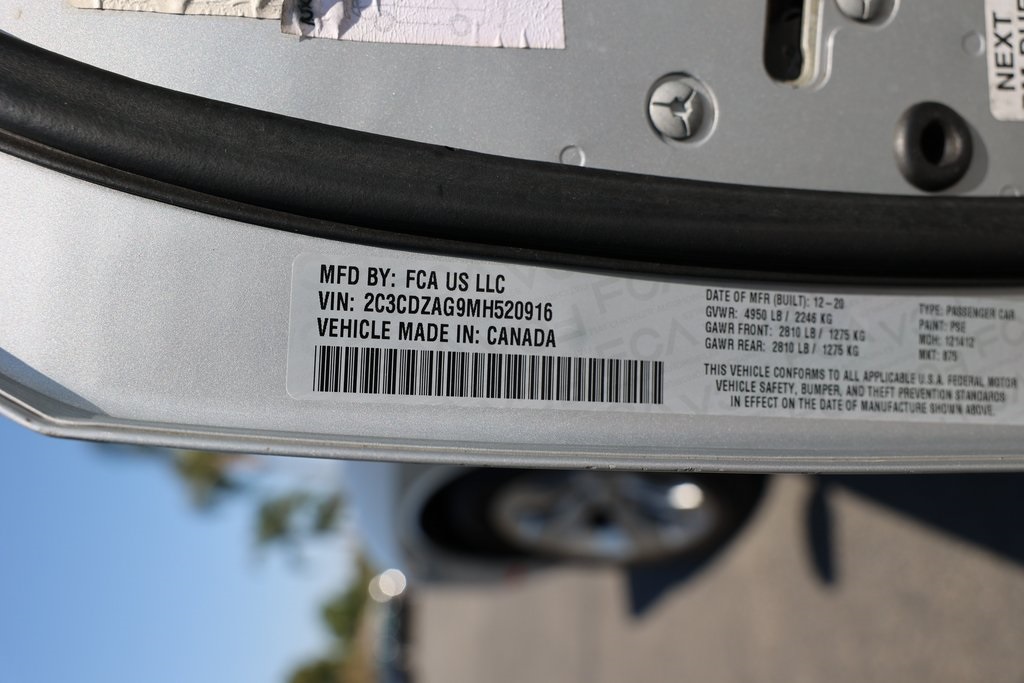 NEXT
MFD BY: FCA US LLC
VIN: 2C3CDZAG9MH520916
VEHICLE MADE IN: CANADA
DATE OF MFR (BUILT): 12-20
GVWR: 4950 LB / 2246 KG
GAWR FRONT: 2810 LB / 1275 KG
GAWR REAR: 2810 LB / 1275 KG
TYPE: PASSENGER CAR
PAINT: PSE
MDH: 121412
MKT: 875
THIS VEHICLE CONFORMS TO ALL APPLICABLE U.S.A. FEDERAL MOTOR
VEHICLE SAFETY, BUMPER, AND THEFT PREVENTION STANDARDS
IN EFFECT ON THE DATE OF MANUFACTURE SHOWN ABOVE.